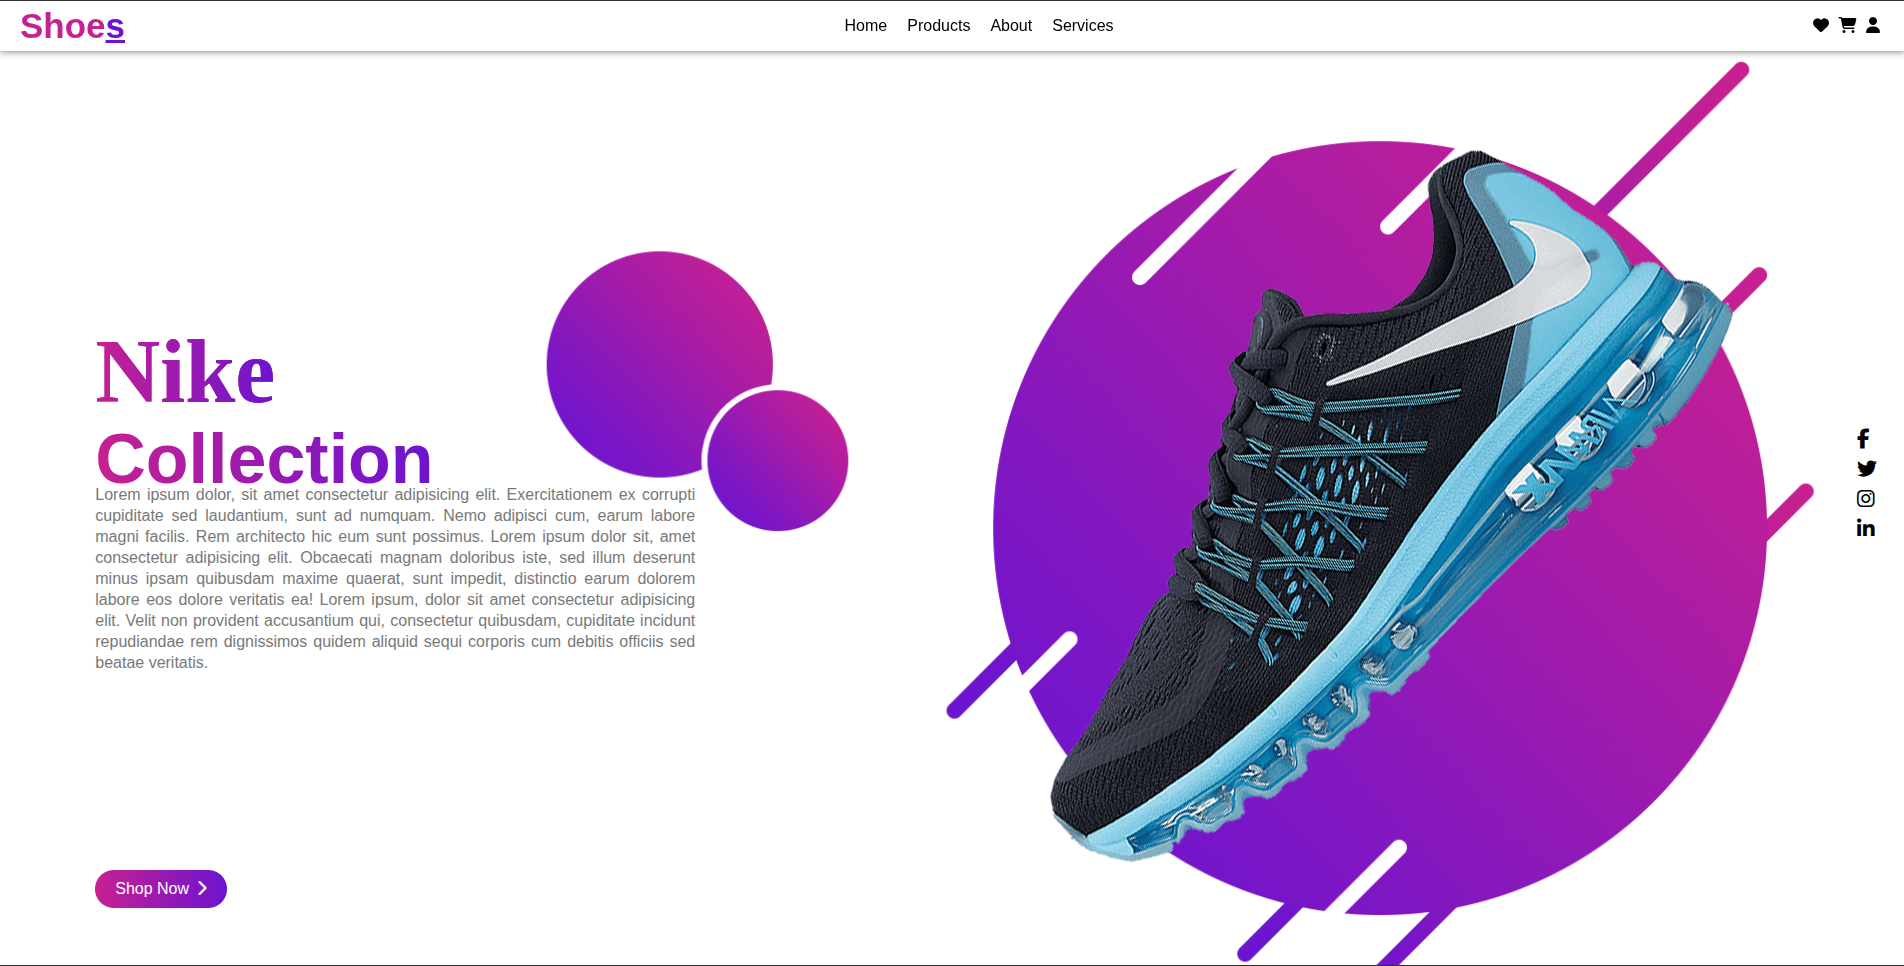 Shoes
Home Products About Services
Nike
Collection
Lorem ipsum dolor, sit amet consectetur adipisicing elit. Exercitationem ex corrupti
cupiditate sed laudantium, sunt ad numquam. Nemo adipisci cum, earum labore
magni facilis. Rem architecto hic eum sunt possimus. Lorem ipsum dolor sit, amet
consectetur adipisicing elit. Obcaecati magnam doloribus iste, sed illum deserunt
minus ipsam quibusdam maxime quaerat, sunt impedit, distinctio earum dolorem
labore eos dolore veritatis ea! Lorem ipsum, dolor sit amet consectetur adipisicing
elit. Velit non provident accusantium qui, consectetur quibusdam, cupiditate incidunt
repudiandae rem dignissimos quidem aliquid sequi corporis cum debitis officiis sed
beatae veritatis.
Shop Now